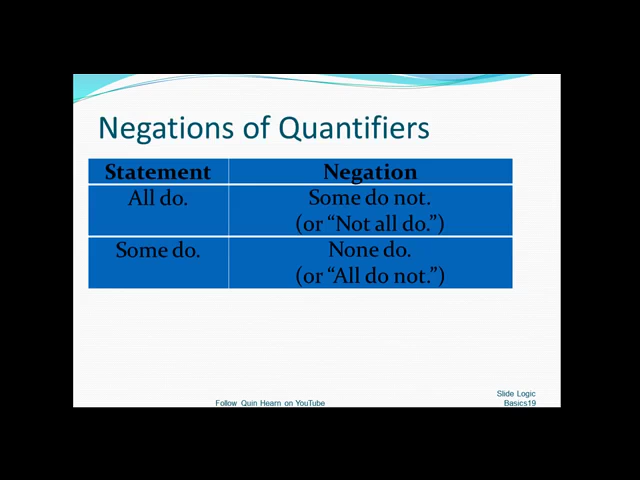 Negations of Quantifiers
Statement Negation
All do. Some do not.
(or “Not all do.”)
Some do. None do.
(or “All do not.”)
Slide Logic
Follow Quin Hearn on YouTube Basics19